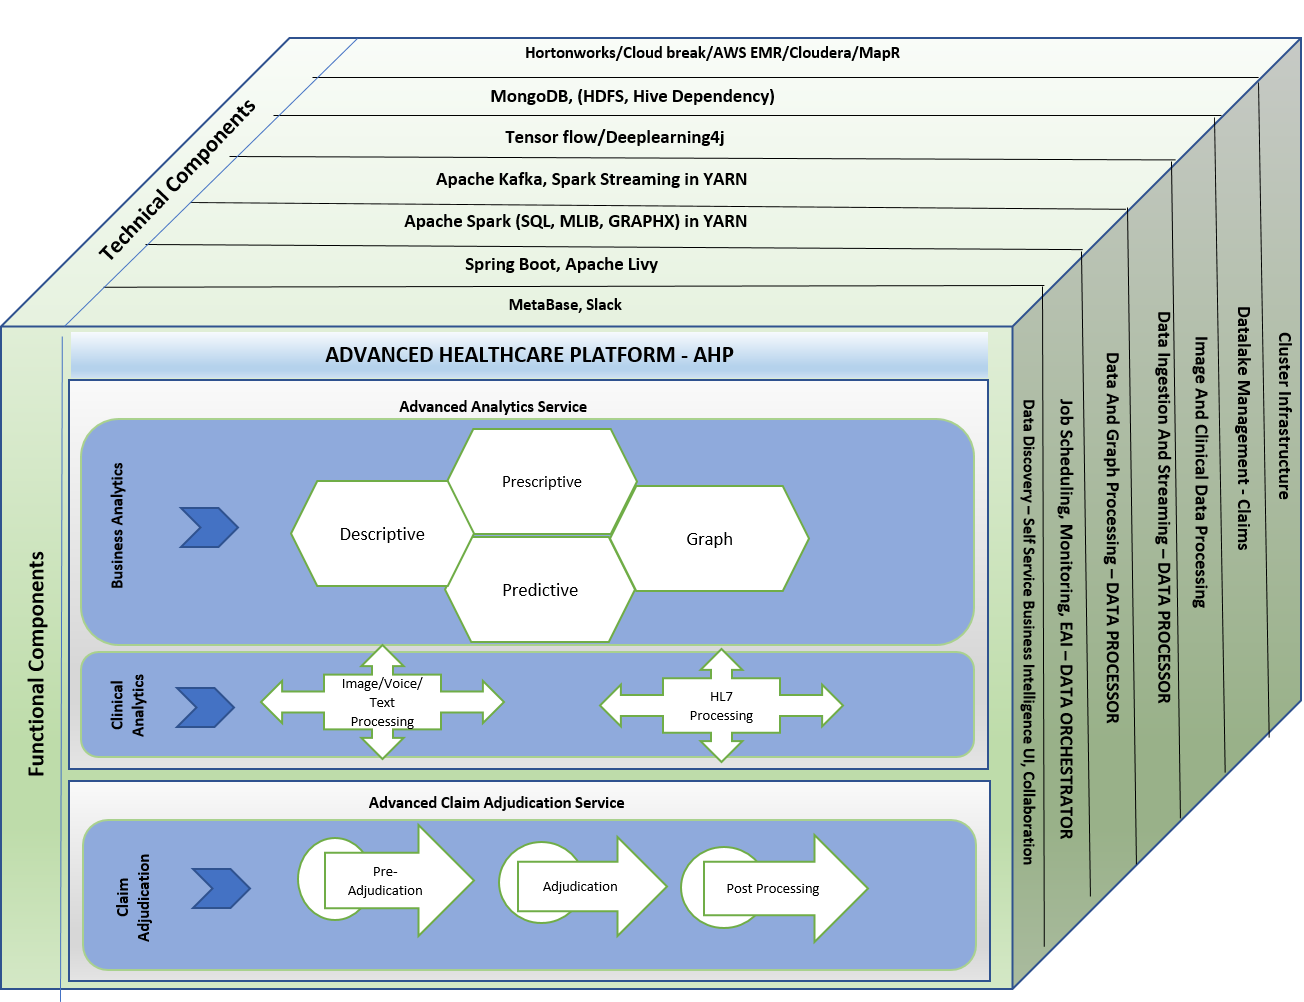 Hortonworks/Cloud break/AWS EMR/Cloudera/MapR
MongoDB, (HDFS, Hive Dependency)
Tensor flow/Deeplearning4j
Apache Kafka, Spark Streaming in YARN
Apache Spark (SQL, MLIB, GRAPHX) in YARN
Spring Boot, Apache Livy
MetaBase, Slack
Technical Components
Functional Components
ADVANCED HEALTHCARE PLATFORM - AHP
Advanced Analytics Service
Business Analytics
Descriptive
Prescriptive
Predictive
Graph
Clinical
Analytics
Image/Voice/
Text
Processing
HL7
Processing
Advanced Claim Adjudication Service
Claim
Adjudication
Pre-
Adjudication
Adjudication
Post Processing
Data Discovery – Self Service Business Intelligence UI, Collaboration
Job Scheduling, Monitoring, EAI – DATA ORCHESTRATOR
Data And Graph Processing – DATA PROCESSOR
Data Ingestion And Streaming – DATA PROCESSOR
Image And Clinical Data Processing
Datalake Management - Claims
Cluster Infrastructure